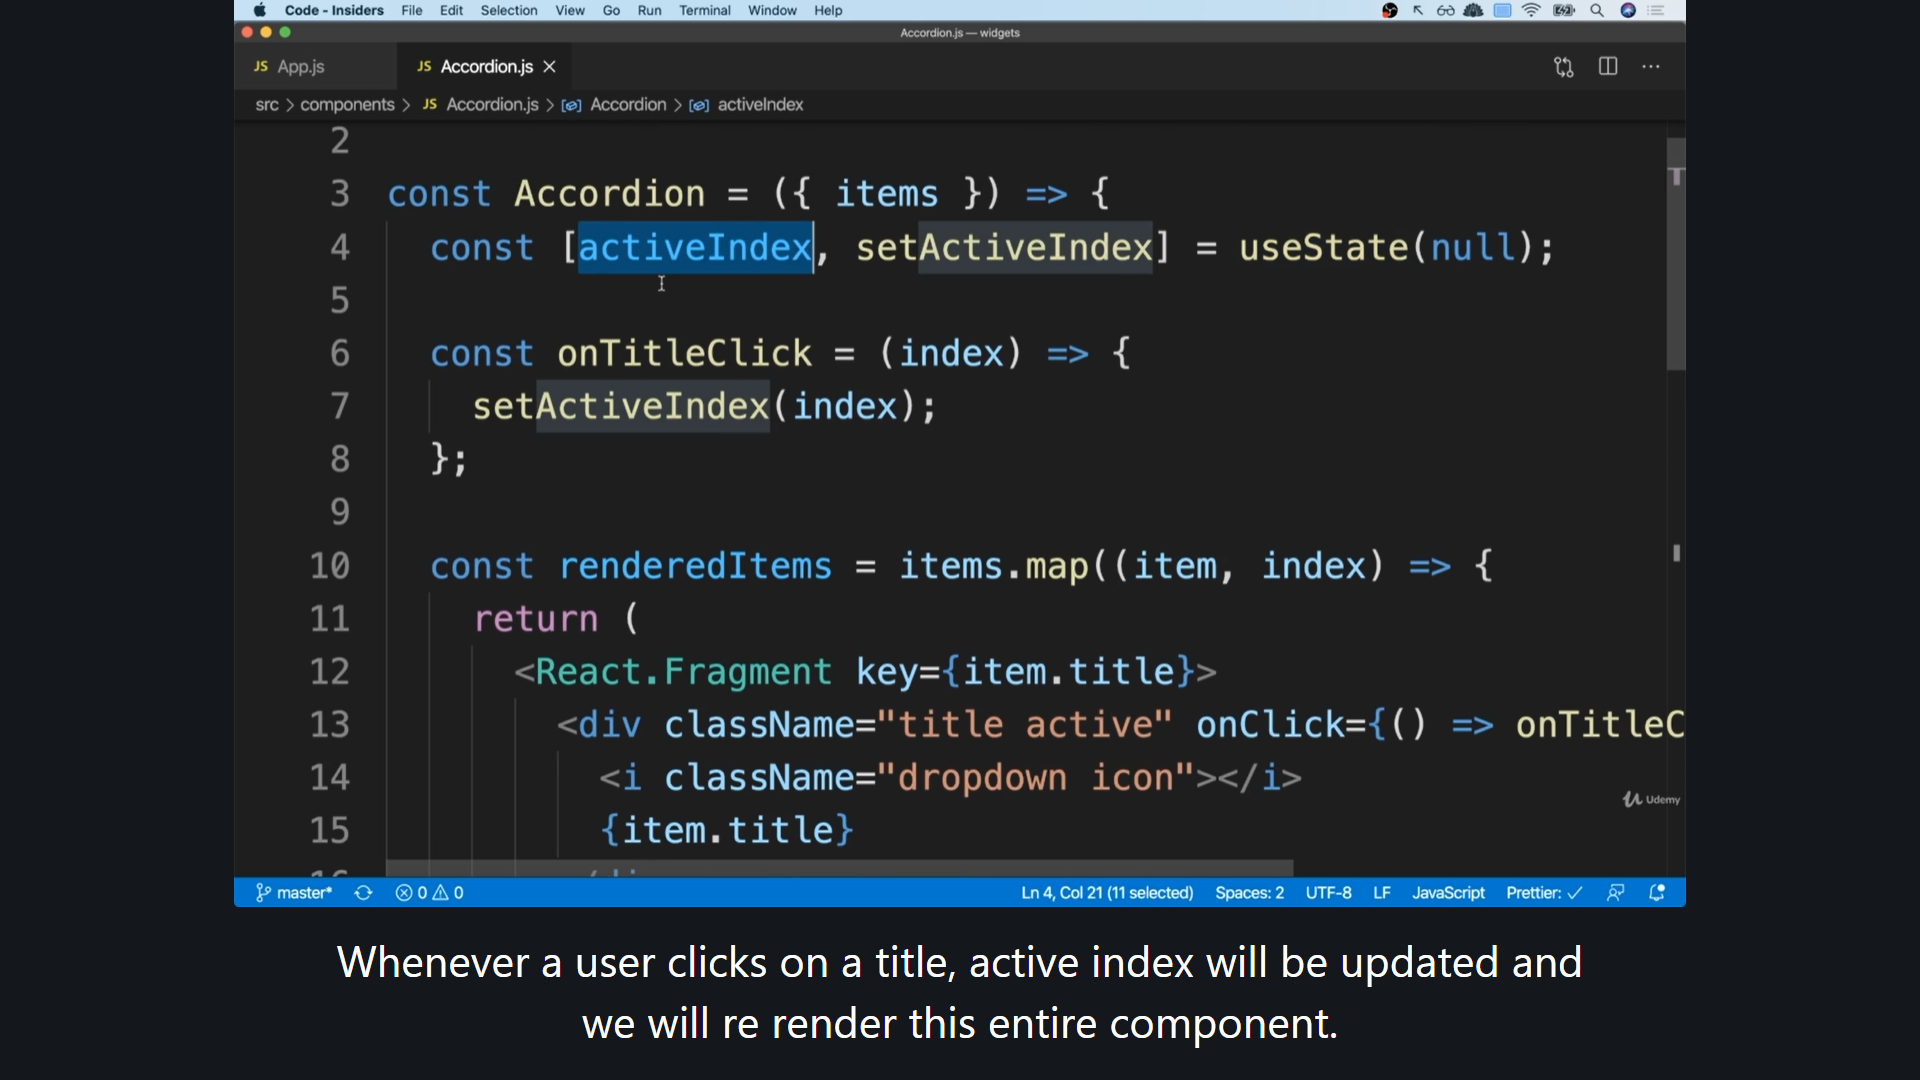 Code - Insiders File Edit Selection View Go Run Terminal Window Help
Accordion.js — widgets
JS App.js JS Accordion.js
src > components > JS Accordion.js > Accordion > activeIndex
2
3 const Accordion = ({ items }) => {
4 const [activeIndex, setActiveIndex] = useState(null);
5
6 const onTitleClick = (index) => {
7 setActiveIndex(index);
8 };
9
10 const renderedItems = items.map((item, index) => {
11 return (
12 <React.Fragment key={item.title}>
13 <div className="title active" onClick={() => onTitleC
14 <i className="dropdown icon"></i>
15 {item.title}
Udemy
master* 0 0 Ln 4, Col 21 (11 selected) Spaces: 2 UTF-8 LF JavaScript Prettier: ✓
Whenever a user clicks on a title, active index will be updated and
we will re render this entire component.